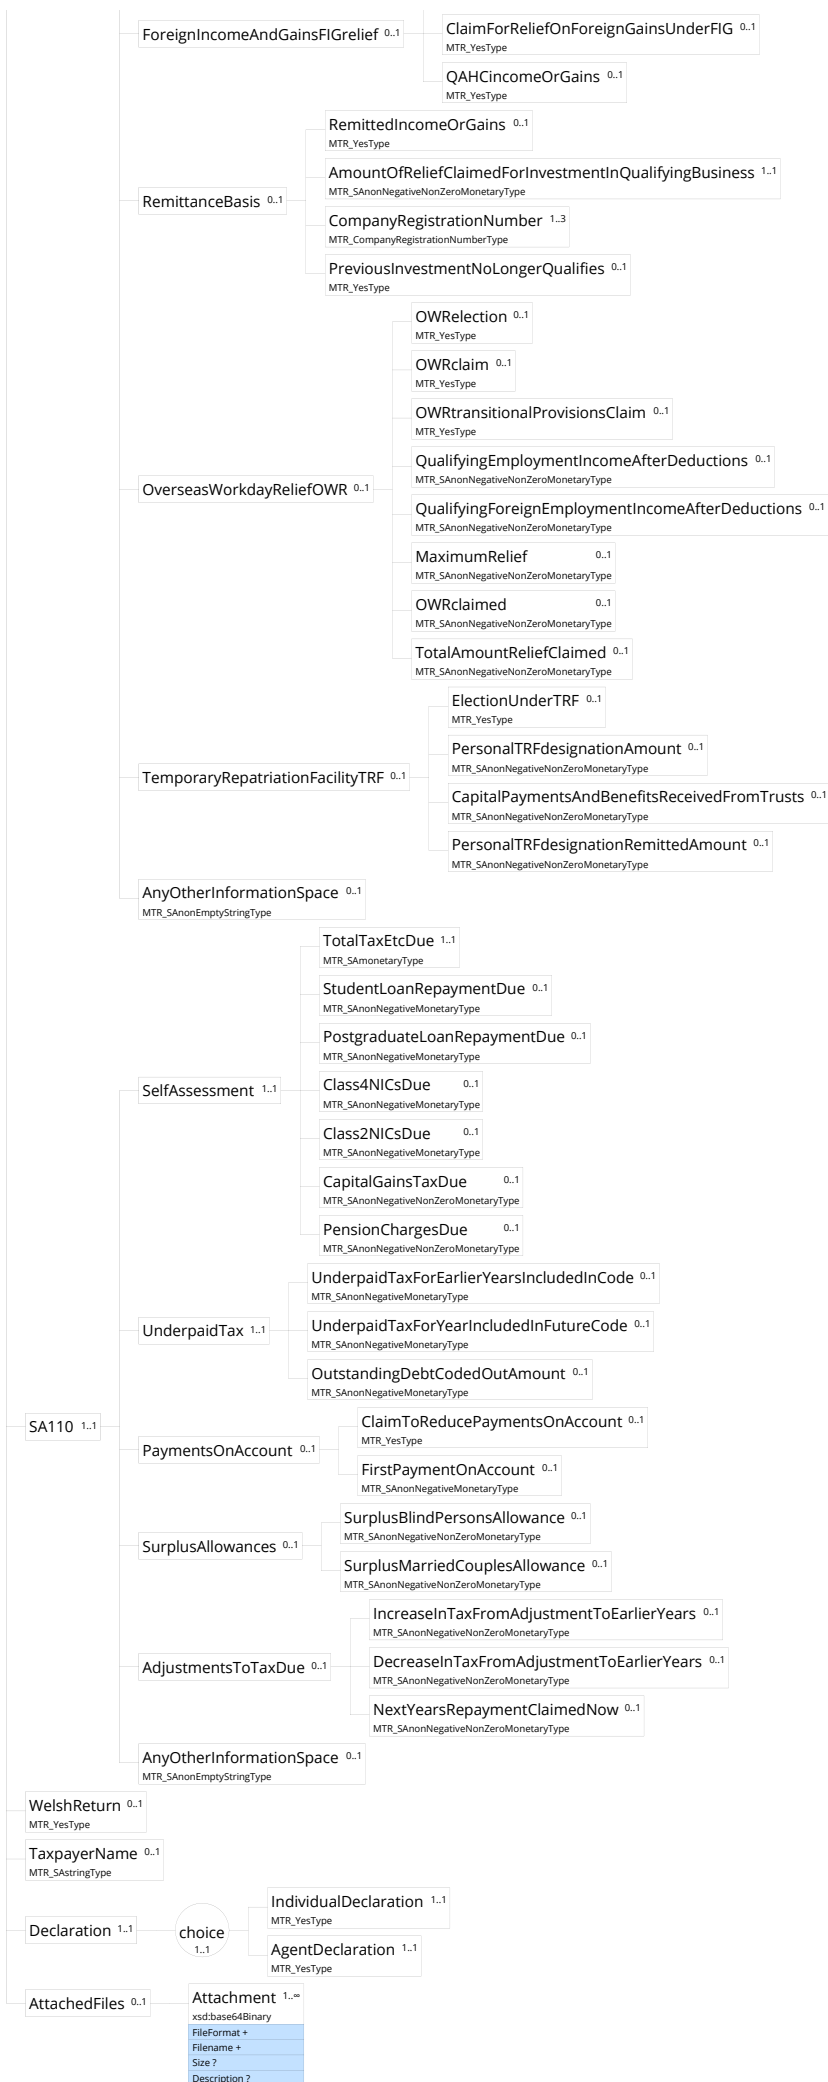 ForeignIncomeAndGainsFIGrelief 0..1
ClaimForReliefOnForeignGainsUnderFIG 0..1
MTR_YesType
QAHCincomeOrGains 0..1
MTR_YesType
RemittanceBasis 0..1
RemittedIncomeOrGains 0..1
MTR_YesType
AmountOfReliefClaimedForInvestmentInQualifyingBusiness 1..1
MTR_SAnonNegativeNonZeroMonetaryType
CompanyRegistrationNumber 1..3
MTR_CompanyRegistrationNumberType
PreviousInvestmentNoLongerQualifies 0..1
MTR_YesType
OverseasWorkdayReliefOWR 0..1
OWRelection 0..1
MTR_YesType
OWRclaim 0..1
MTR_YesType
OWRtransitionalProvisionsClaim 0..1
MTR_YesType
QualifyingEmploymentIncomeAfterDeductions 0..1
MTR_SAnonNegativeNonZeroMonetaryType
QualifyingForeignEmploymentIncomeAfterDeductions 0..1
MTR_SAnonNegativeNonZeroMonetaryType
MaximumRelief 0..1
MTR_SAnonNegativeNonZeroMonetaryType
OWRclaimed 0..1
MTR_SAnonNegativeNonZeroMonetaryType
TotalAmountReliefClaimed 0..1
MTR_SAnonNegativeNonZeroMonetaryType
TemporaryRepatriationFacilityTRF 0..1
ElectionUnderTRF 0..1
MTR_YesType
PersonalTRFdesignationAmount 0..1
MTR_SAnonNegativeNonZeroMonetaryType
CapitalPaymentsAndBenefitsReceivedFromTrusts 0..1
MTR_SAnonNegativeNonZeroMonetaryType
PersonalTRFdesignationRemittedAmount 0..1
MTR_SAnonNegativeNonZeroMonetaryType
AnyOtherInformationSpace 0..1
MTR_SAnonEmptyStringType
SA110 1..1
SelfAssessment 1..1
TotalTaxEtcDue 1..1
MTR_SAmonetaryType
StudentLoanRepaymentDue 0..1
MTR_SAnonNegativeMonetaryType
PostgraduateLoanRepaymentDue 0..1
MTR_SAnonNegativeMonetaryType
Class4NICsDue 0..1
MTR_SAnonNegativeMonetaryType
Class2NICsDue 0..1
MTR_SAnonNegativeMonetaryType
CapitalGainsTaxDue 0..1
MTR_SAnonNegativeNonZeroMonetaryType
PensionChargesDue 0..1
MTR_SAnonNegativeNonZeroMonetaryType
UnderpaidTax 1..1
UnderpaidTaxForEarlierYearsIncludedInCode 0..1
MTR_SAnonNegativeMonetaryType
UnderpaidTaxForYearIncludedInFutureCode 0..1
MTR_SAnonNegativeMonetaryType
OutstandingDebtCodedOutAmount 0..1
MTR_SAnonNegativeMonetaryType
PaymentsOnAccount 0..1
ClaimToReducePaymentsOnAccount 0..1
MTR_YesType
FirstPaymentOnAccount 0..1
MTR_SAnonNegativeMonetaryType
SurplusAllowances 0..1
SurplusBlindPersonsAllowance 0..1
MTR_SAnonNegativeNonZeroMonetaryType
SurplusMarriedCouplesAllowance 0..1
MTR_SAnonNegativeNonZeroMonetaryType
AdjustmentsToTaxDue 0..1
IncreaseInTaxFromAdjustmentToEarlierYears 0..1
MTR_SAnonNegativeNonZeroMonetaryType
DecreaseInTaxFromAdjustmentToEarlierYears 0..1
MTR_SAnonNegativeNonZeroMonetaryType
NextYearsRepaymentClaimedNow 0..1
MTR_SAnonNegativeNonZeroMonetaryType
AnyOtherInformationSpace 0..1
MTR_SAnonEmptyStringType
WelshReturn 0..1
MTR_YesType
TaxpayerName 0..1
MTR_SAstringType
Declaration 1..1
choice
1..1
IndividualDeclaration 1..1
MTR_YesType
AgentDeclaration 1..1
MTR_YesType
AttachedFiles 0..1
Attachment 1..∞
xsd:base64Binary
FileFormat +
Filename +
Size ?
Description ?